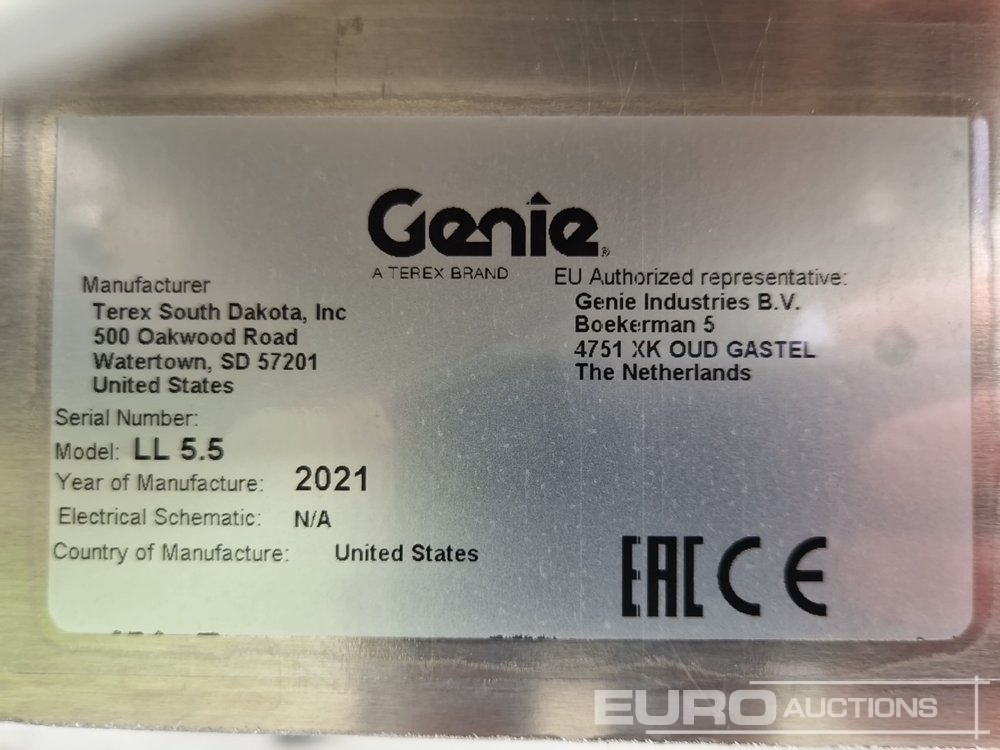 Genie®
A TEREX BRAND
Manufacturer
Terex South Dakota, Inc
500 Oakwood Road
Watertown, SD 57201
United States
EU Authorized representative:
Genie Industries B.V.
Boekerman 5
4751 XK OUD GASTEL
The Netherlands
Serial Number:
Model: LL 5.5
Year of Manufacture: 2021
Electrical Schematic: N/A
Country of Manufacture: United States
EAC CE
EURO AUCTIONS